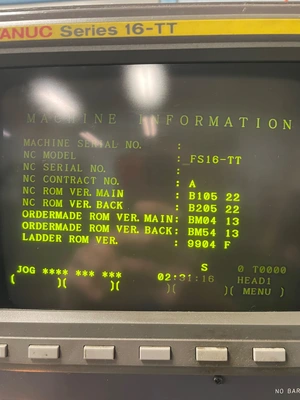 FANUC Series 16-TT
MACHINE INFORMATION
MACHINE SERIAL NO. :
NC MODEL : FS16-TT
NC SERIAL NO. :
NC CONTRACT NO. : A
NC ROM VER. MAIN : B105 22
NC ROM VER. BACK : B205 22
ORDERMADE ROM VER. MAIN: BM04 13
ORDERMADE ROM VER. BACK: BM54 13
LADDER ROM VER. : 9904 F
S 0 T0000
JOG **** *** *** 02:31:16 HEAD1
( )( )( )( )( MENU )
NO BAR